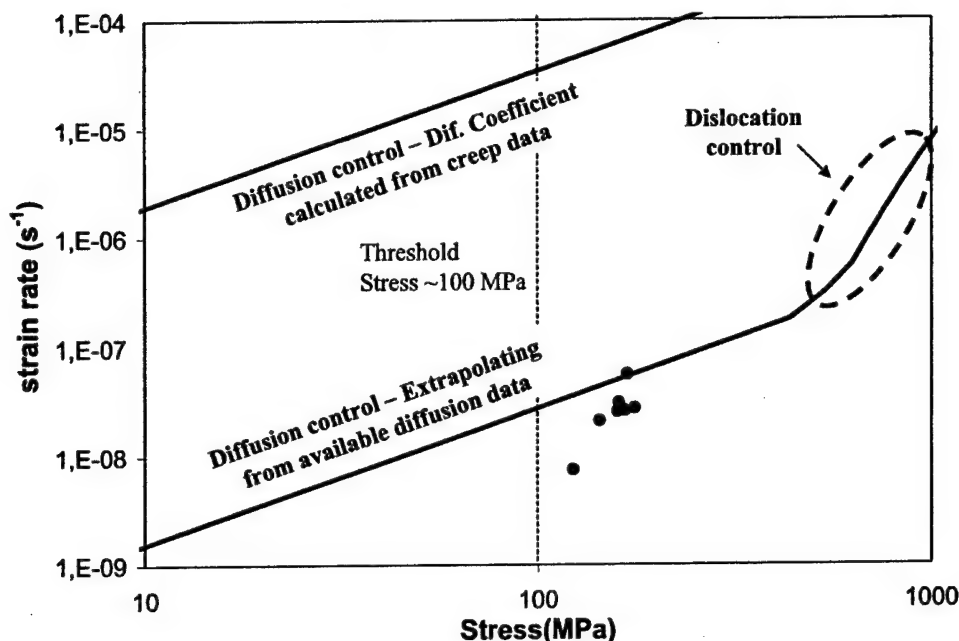 1,E-04
1,E-05
1,E-06
1,E-07
1,E-08
1,E-09
strain rate (s-1)
Diffusion control – Dif. Coefficient
calculated from creep data
Dislocation
control
Threshold
Stress ~100 MPa
Diffusion control – Extrapolating
from available diffusion data
10
100
1000
Stress(MPa)